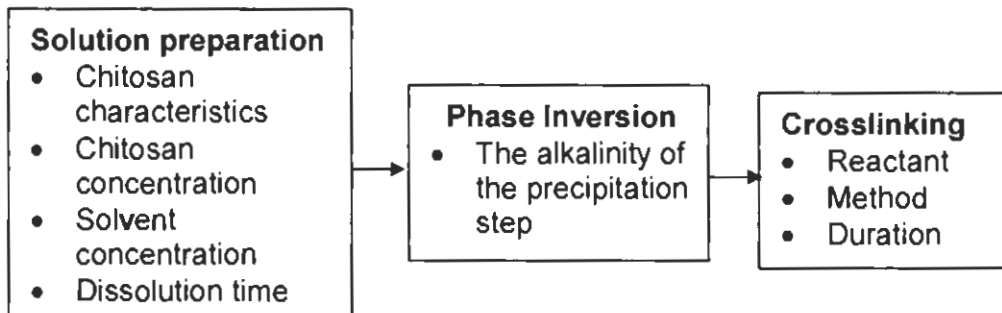 Solution preparation
• Chitosan
characteristics
• Chitosan
concentration
• Solvent
concentration
• Dissolution time
Phase Inversion
• The alkalinity of
the precipitation
step
Crosslinking
• Reactant
• Method
• Duration